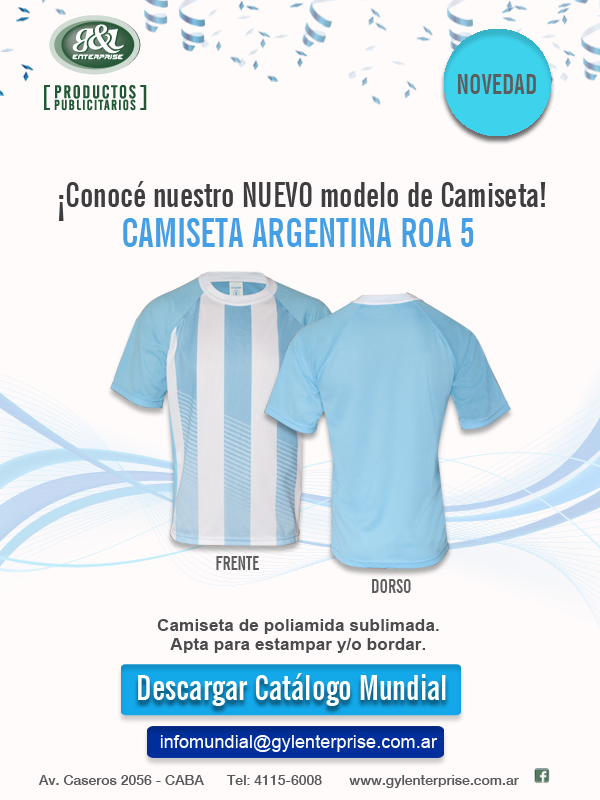 g&l
ENTERPRISE
[PRODUCTOS
PUBLICITARIOS]
NOVEDAD
¡Conocé nuestro NUEVO modelo de Camiseta!
CAMISETA ARGENTINA ROA 5
FRENTE
DORSO
Camiseta de poliamida sublimada.
Apta para estampar y/o bordar.
Descargar Catálogo Mundial
infomundial@gylenterprise.com.ar
Av. Caseros 2056 - CABA Tel: 4115-6008 www.gylenterprise.com.ar f